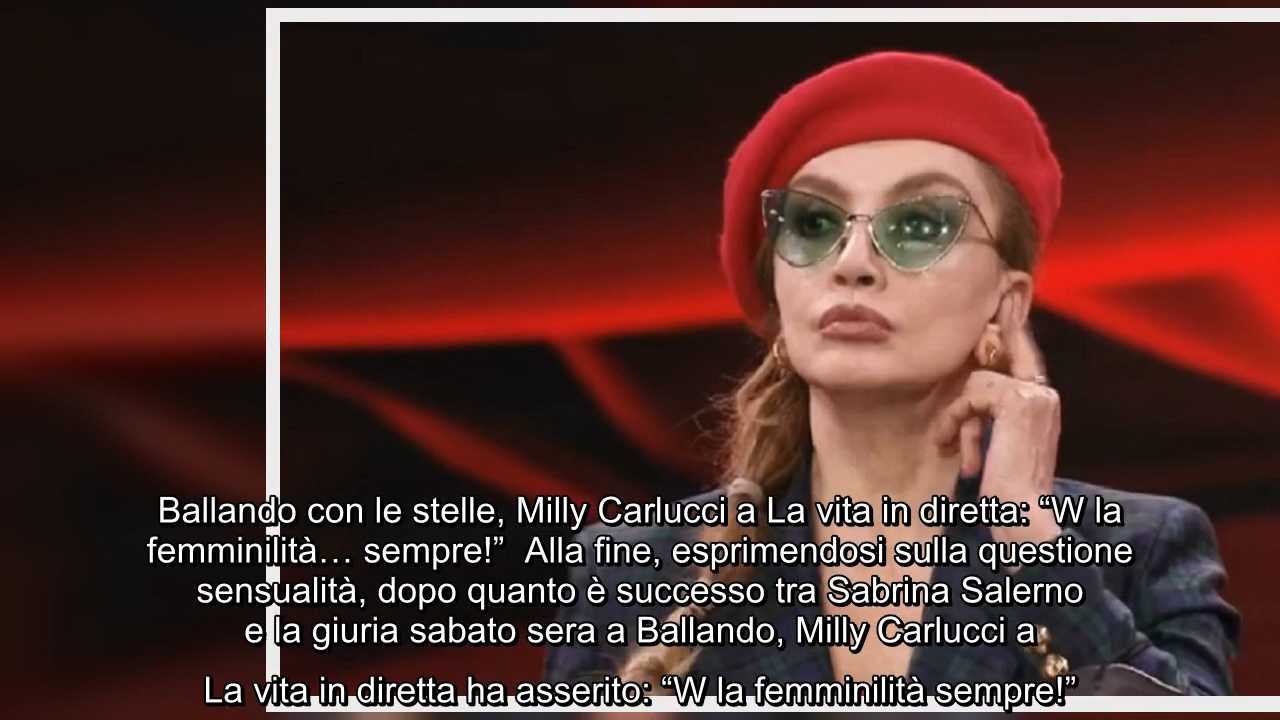 Ballando con le stelle, Milly Carlucci a La vita in diretta: “W la
femminilità… sempre!”  Alla fine, esprimendosi sulla questione
sensualità, dopo quanto è successo tra Sabrina Salerno
e la giuria sabato sera a Ballando, Milly Carlucci a
La vita in diretta ha asserito: “W la femminilità sempre!”